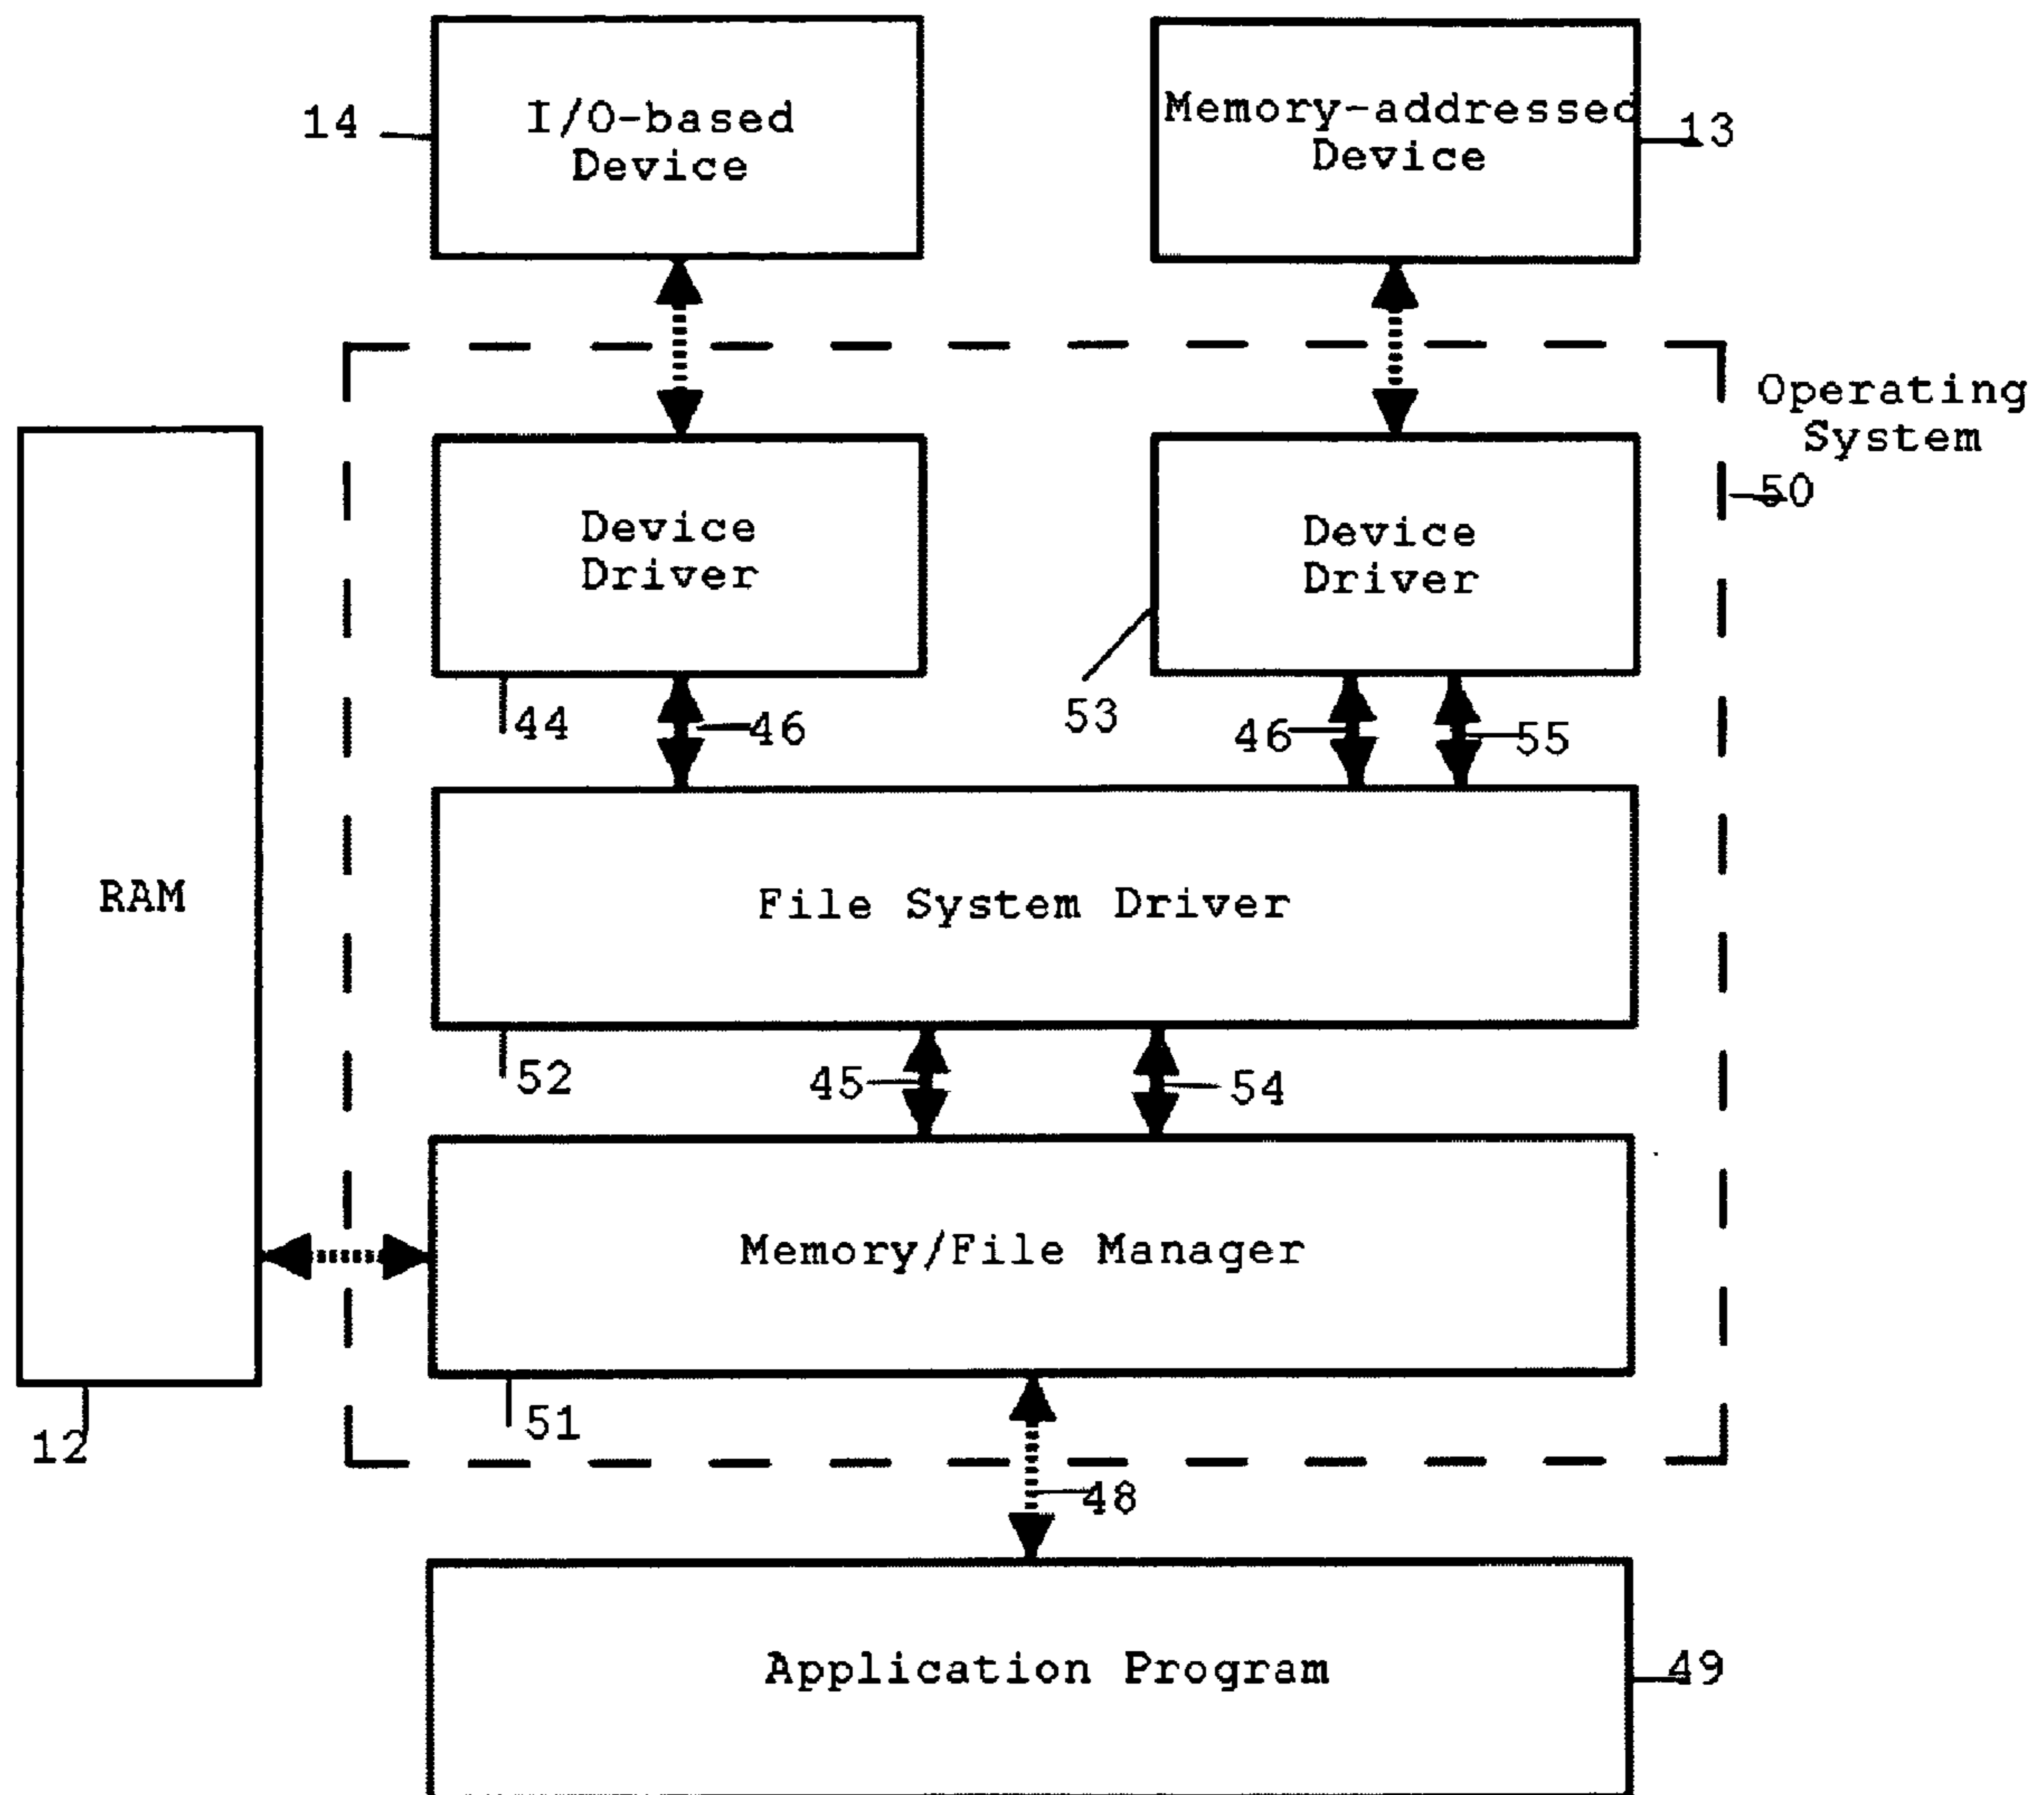 I/O-based
Device
14
Memory-addressed
Device
13
Operating
System
50
Device
Driver
44
46
Device
Driver
53
46
55
RAM
12
File System Driver
52
45
54
Memory/File Manager
51
48
Application Program
49